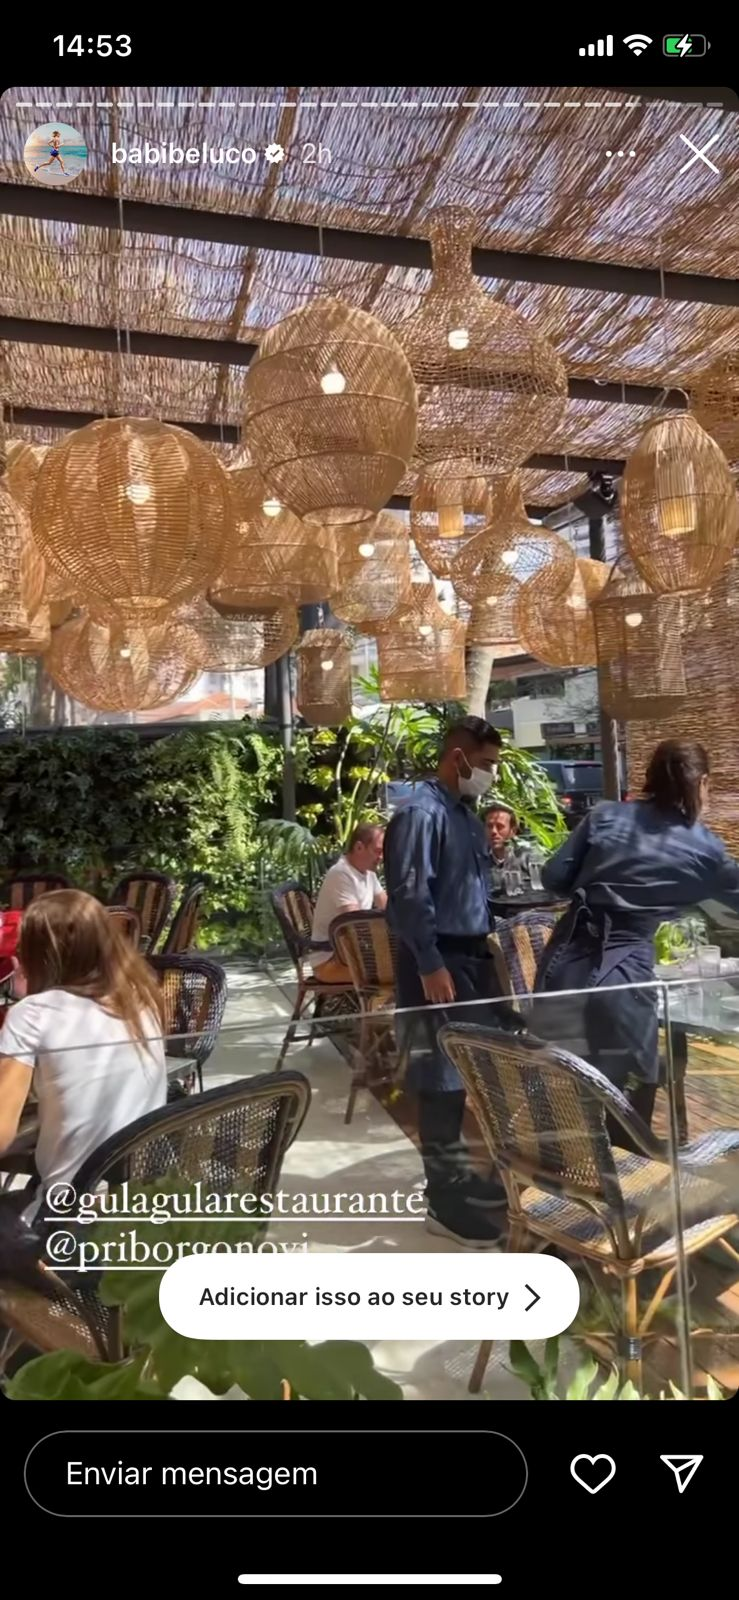 14:53
babibeluco 2h
@gulagularestaurante
@priborgonovi
Adicionar isso ao seu story
Enviar mensagem